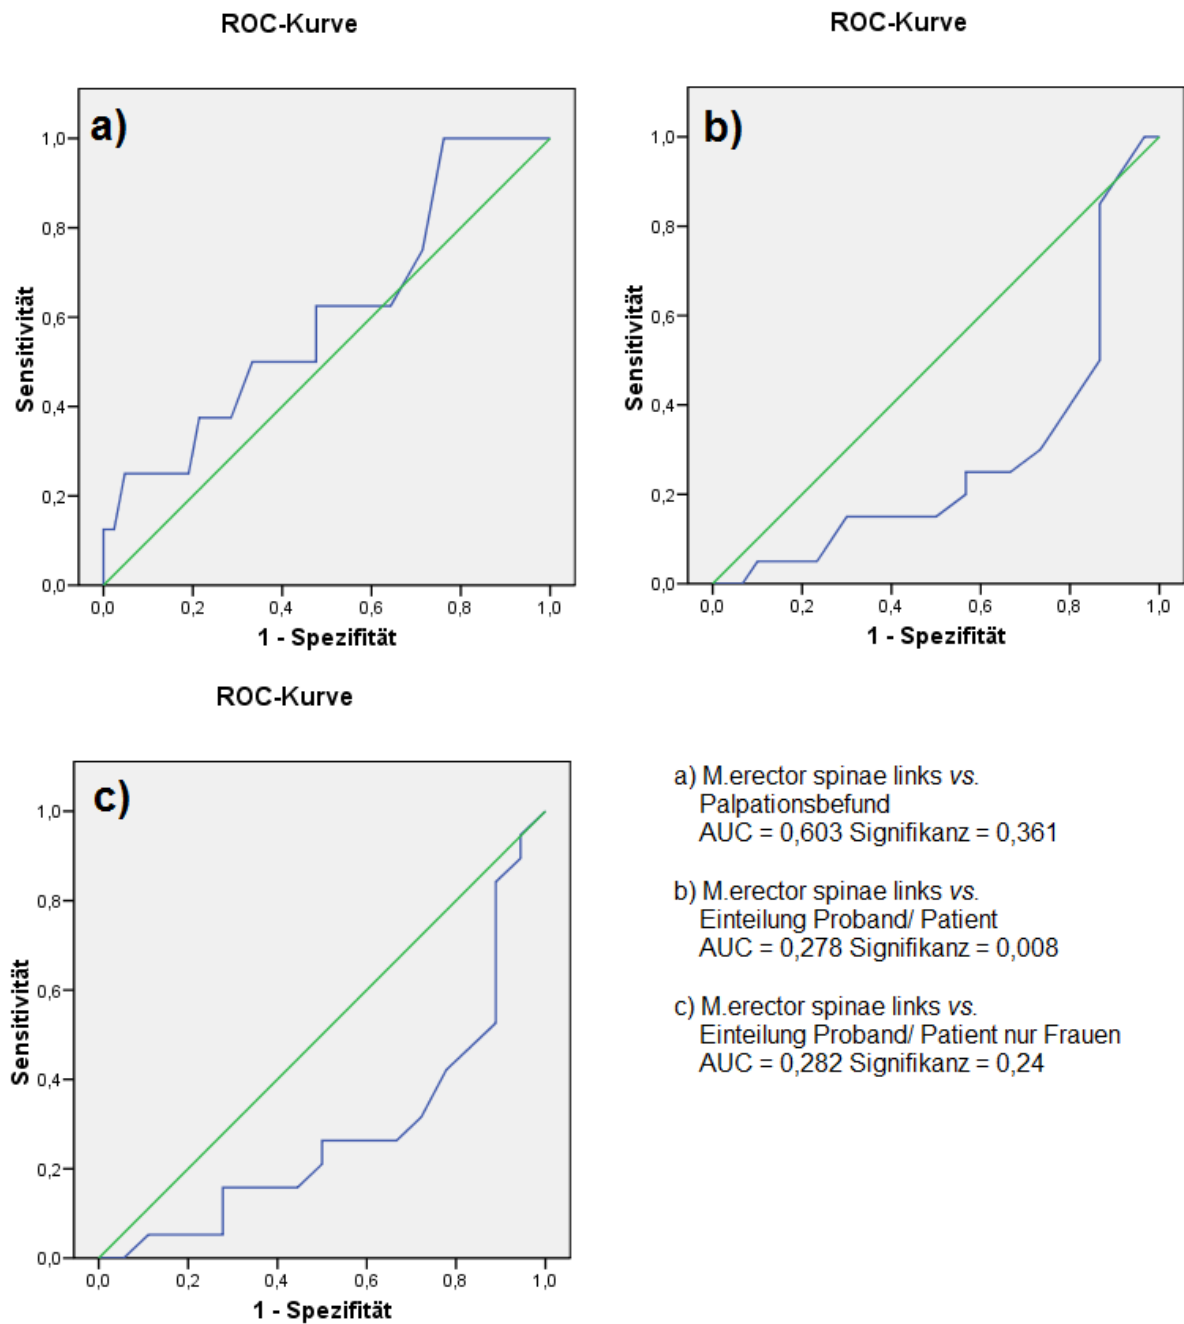 ROC-Kurve
a)
1,0
0,8
0,6
0,4
0,2
0,0
Sensitivität
0,0 0,2 0,4 0,6 0,8 1,0
1 - Spezifität
ROC-Kurve
b)
1,0
0,8
0,6
0,4
0,2
0,0
Sensitivität
0,0 0,2 0,4 0,6 0,8 1,0
1 - Spezifität
ROC-Kurve
c)
1,0
0,8
0,6
0,4
0,2
0,0
Sensitivität
0,0 0,2 0,4 0,6 0,8 1,0
1 - Spezifität
a) M.erector spinae links vs.
Palpationsbefund
AUC = 0,603 Signifikanz = 0,361
b) M.erector spinae links vs.
Einteilung Proband/ Patient
AUC = 0,278 Signifikanz = 0,008
c) M.erector spinae links vs.
Einteilung Proband/ Patient nur Frauen
AUC = 0,282 Signifikanz = 0,24